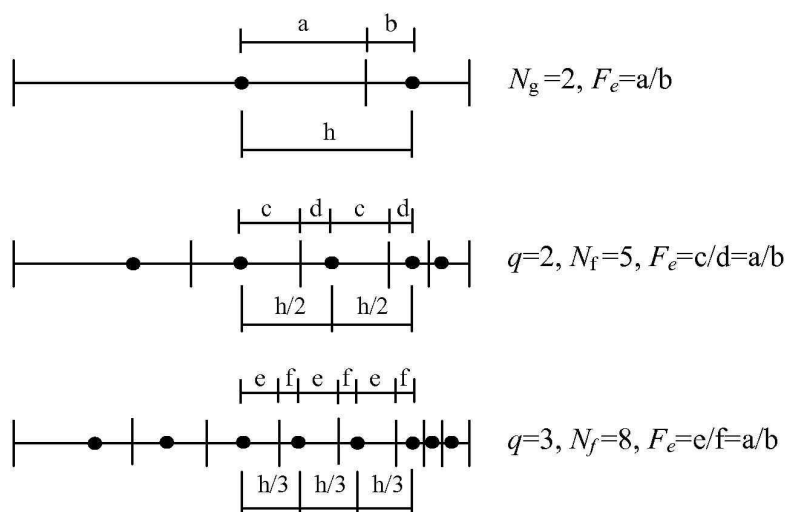 a b
N_g=2, F_e=a/b
h
c d c d
q=2, N_f=5, F_e=c/d=a/b
h/2 h/2
e f e f e f
q=3, N_f=8, F_e=e/f=a/b
h/3 h/3 h/3